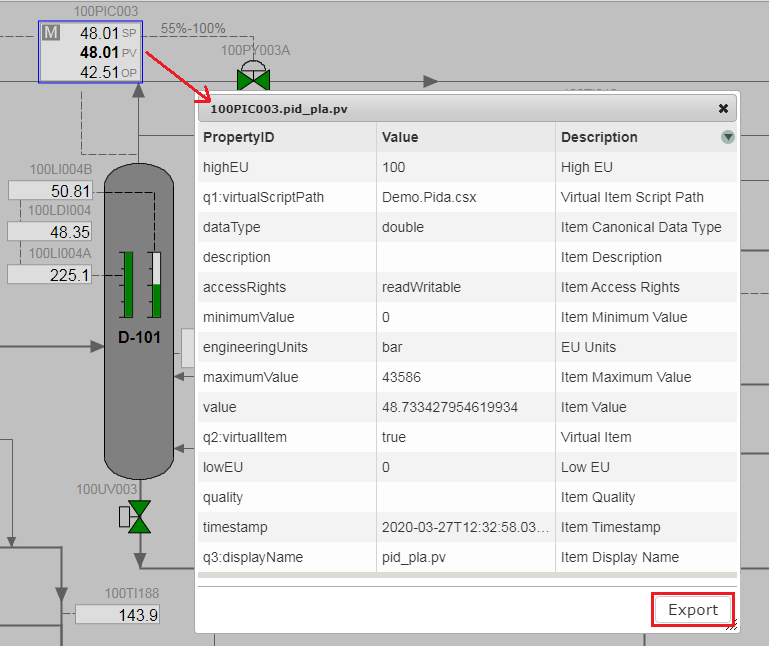 100PIC003
M 48.01 SP
48.01 PV
42.51 OP
55%-100%
100PY003A
100LI004B
50.81
100LDI004
48.35
100LI004A
225.1
D-101
100UV003
100TI188
143.9
100PIC003.pid_pla.pv ✖
PropertyID Value Description
highEU 100 High EU
q1:virtualScriptPath Demo.Pida.csx Virtual Item Script Path
dataType double Item Canonical Data Type
description Item Description
accessRights readWritable Item Access Rights
minimumValue 0 Item Minimum Value
engineeringUnits bar EU Units
maximumValue 43586 Item Maximum Value
value 48.733427954619934 Item Value
q2:virtualItem true Virtual Item
lowEU 0 Low EU
quality Item Quality
timestamp 2020-03-27T12:32:58.03... Item Timestamp
q3:displayName pid_pla.pv Item Display Name
Export